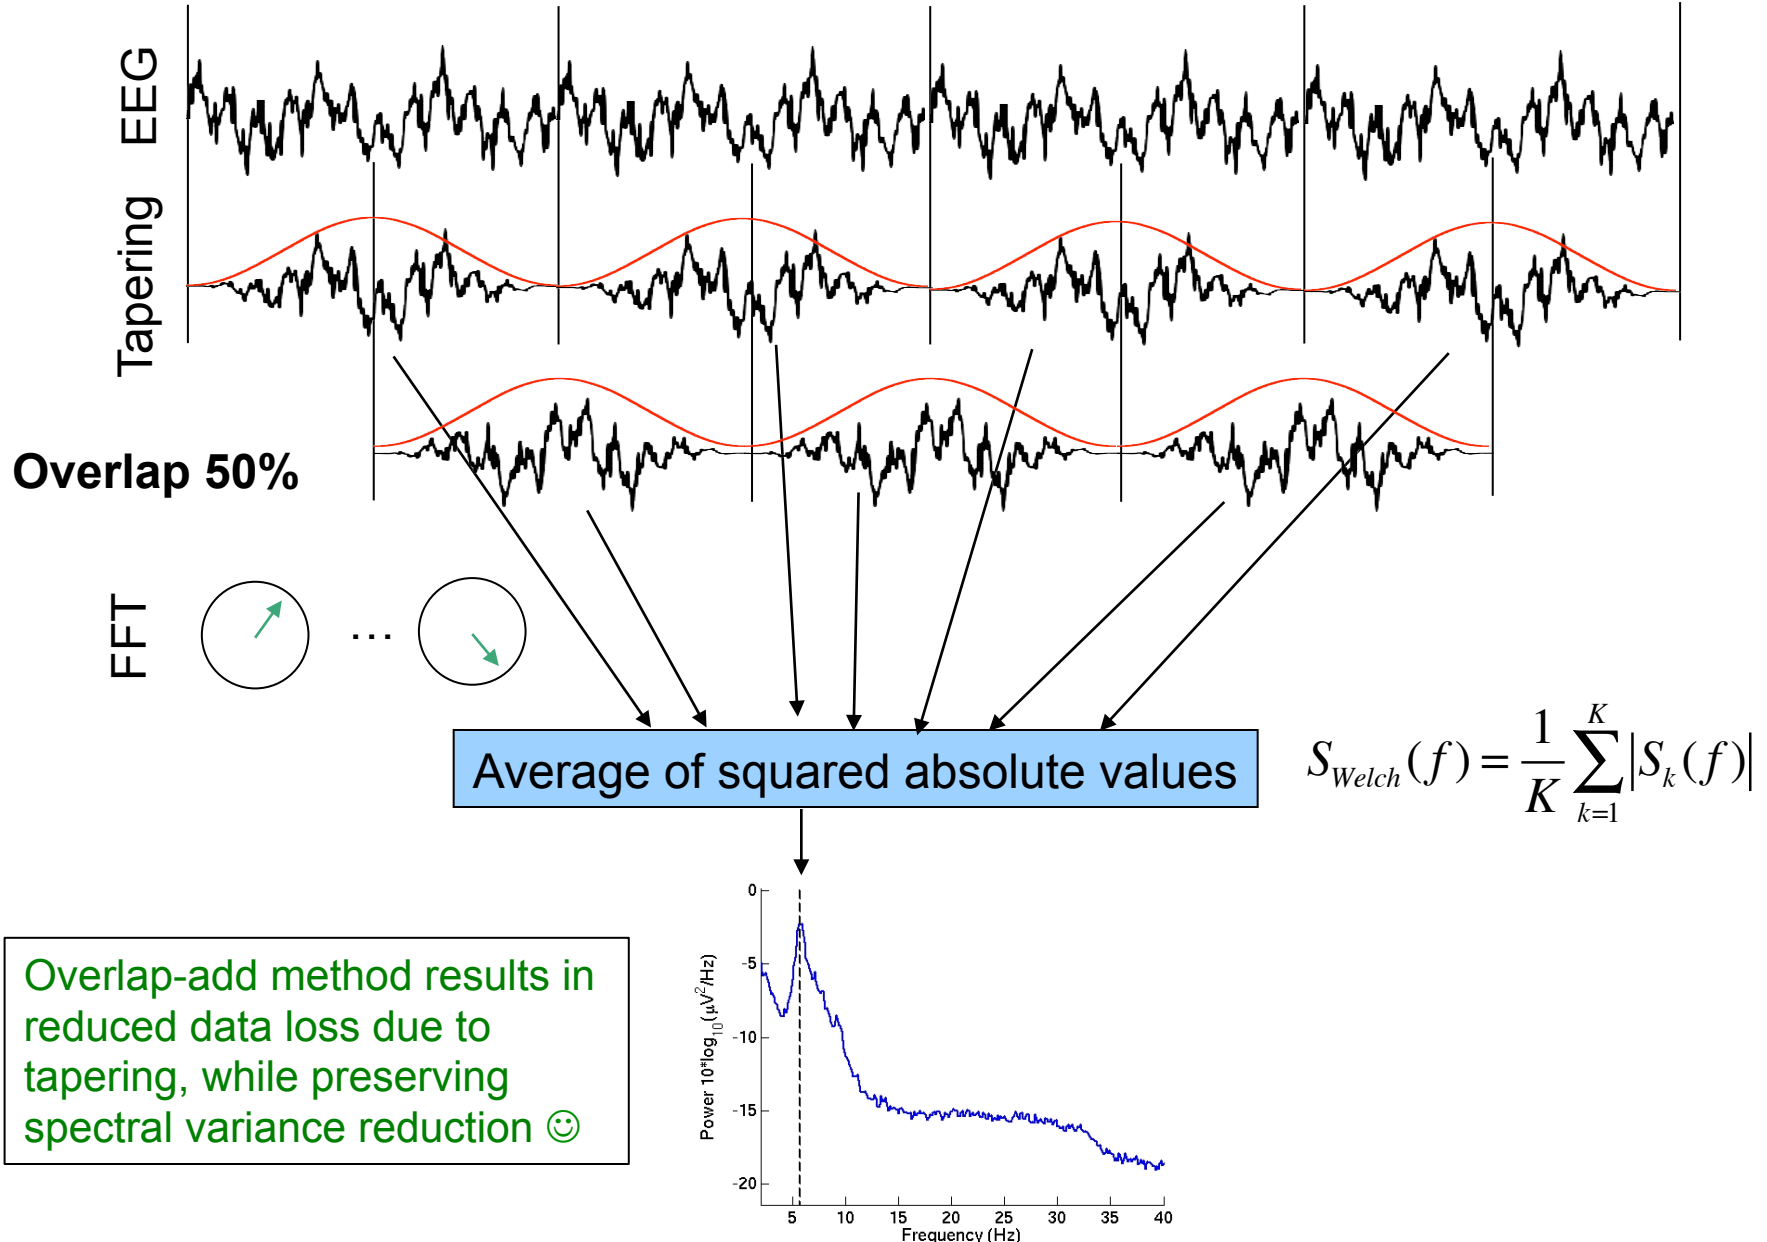 EEG
Tapering
Overlap 50%
FFT
...
Average of squared absolute values
S_Welch(f) = 1/K ∑_{k=1}^{K} |S_k(f)|
Overlap-add method results in
reduced data loss due to
tapering, while preserving
spectral variance reduction ☺
Power 10*log10(μV²/Hz)
0
-5
-10
-15
-20
5 10 15 20 25 30 35 40
Frequency (Hz)